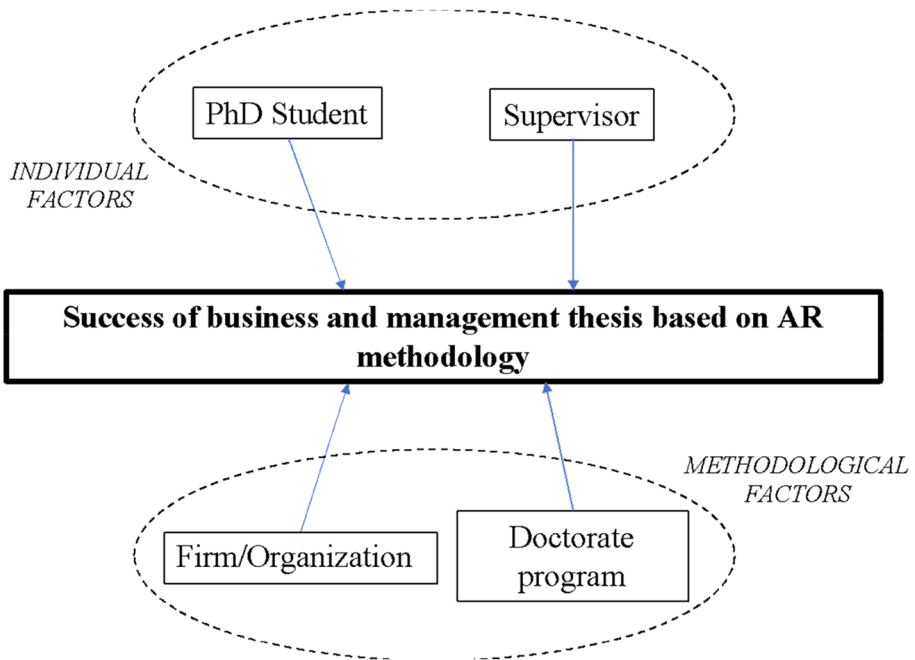 PhD Student
Supervisor
INDIVIDUAL
FACTORS
Success of business and management thesis based on AR
methodology
METHODOLOGICAL
FACTORS
Firm/Organization
Doctorate
program